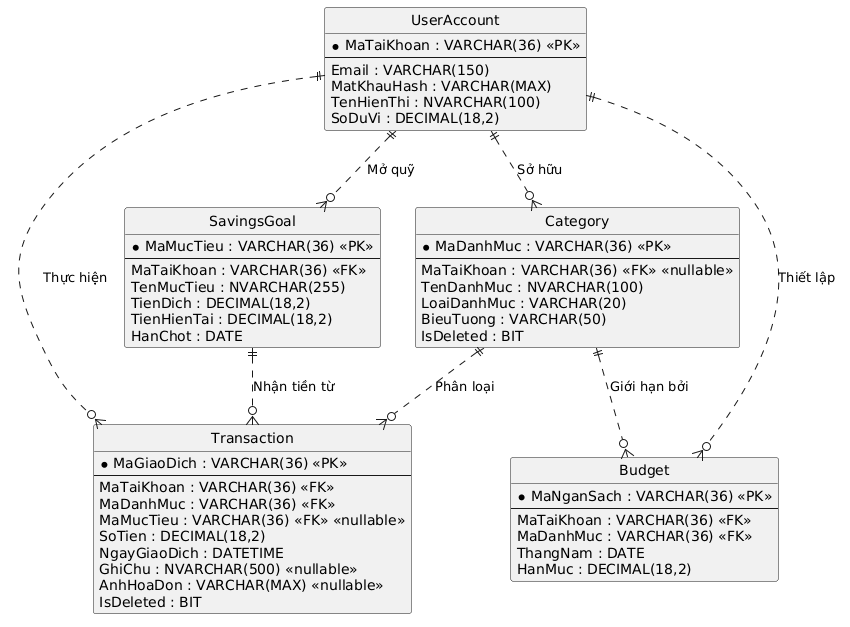 UserAccount
MaTaiKhoan : VARCHAR(36) «PK»
Email : VARCHAR(150)
MatKhauHash : VARCHAR(MAX)
TenHienThi : NVARCHAR(100)
SoDuVi : DECIMAL(18,2)
Mở quỹ
Sở hữu
SavingsGoal
MaMucTieu : VARCHAR(36) «PK»
MaTaiKhoan : VARCHAR(36) «FK»
TenMucTieu : NVARCHAR(255)
TienDich : DECIMAL(18,2)
TienHienTai : DECIMAL(18,2)
HanChot : DATE
Category
MaDanhMuc : VARCHAR(36) «PK»
MaTaiKhoan : VARCHAR(36) «FK» «nullable»
TenDanhMuc : NVARCHAR(100)
LoaiDanhMuc : VARCHAR(20)
BieuTuong : VARCHAR(50)
IsDeleted : BIT
Thực hiện
Thiết lập
Nhận tiền từ
Phân loại
Giới hạn bởi
Transaction
MaGiaoDich : VARCHAR(36) «PK»
MaTaiKhoan : VARCHAR(36) «FK»
MaDanhMuc : VARCHAR(36) «FK»
MaMucTieu : VARCHAR(36) «FK» «nullable»
SoTien : DECIMAL(18,2)
NgayGiaoDich : DATETIME
GhiChu : NVARCHAR(500) «nullable»
AnhHoaDon : VARCHAR(MAX) «nullable»
IsDeleted : BIT
Budget
MaNganSach : VARCHAR(36) «PK»
MaTaiKhoan : VARCHAR(36) «FK»
MaDanhMuc : VARCHAR(36) «FK»
ThangNam : DATE
HanMuc : DECIMAL(18,2)